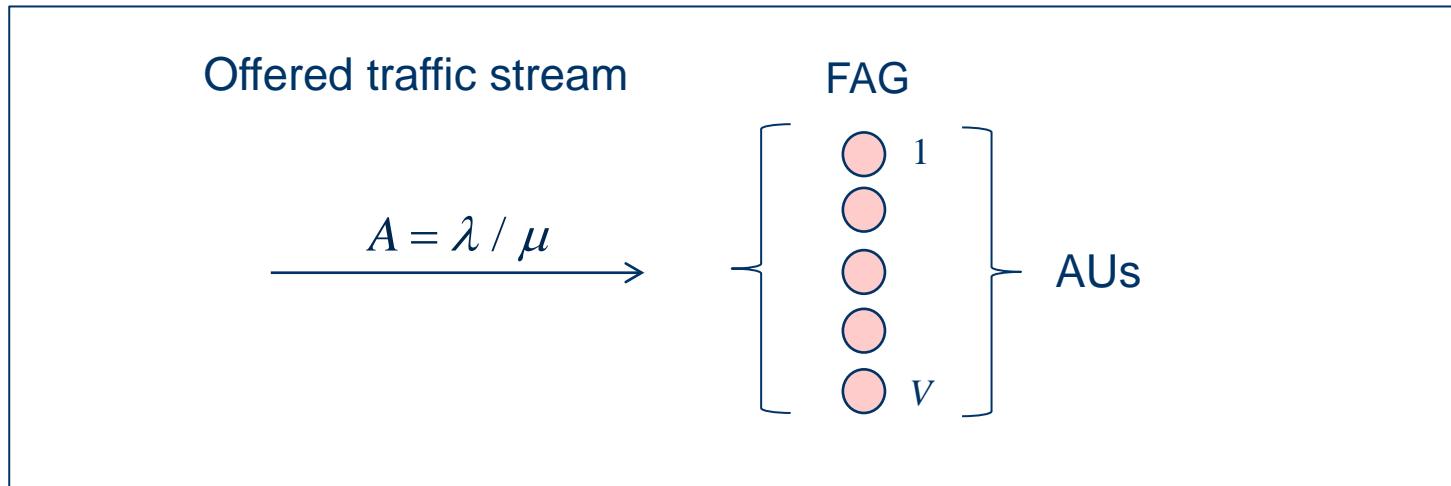 Offered traffic stream
FAG
1
A = λ / μ
AUs
V